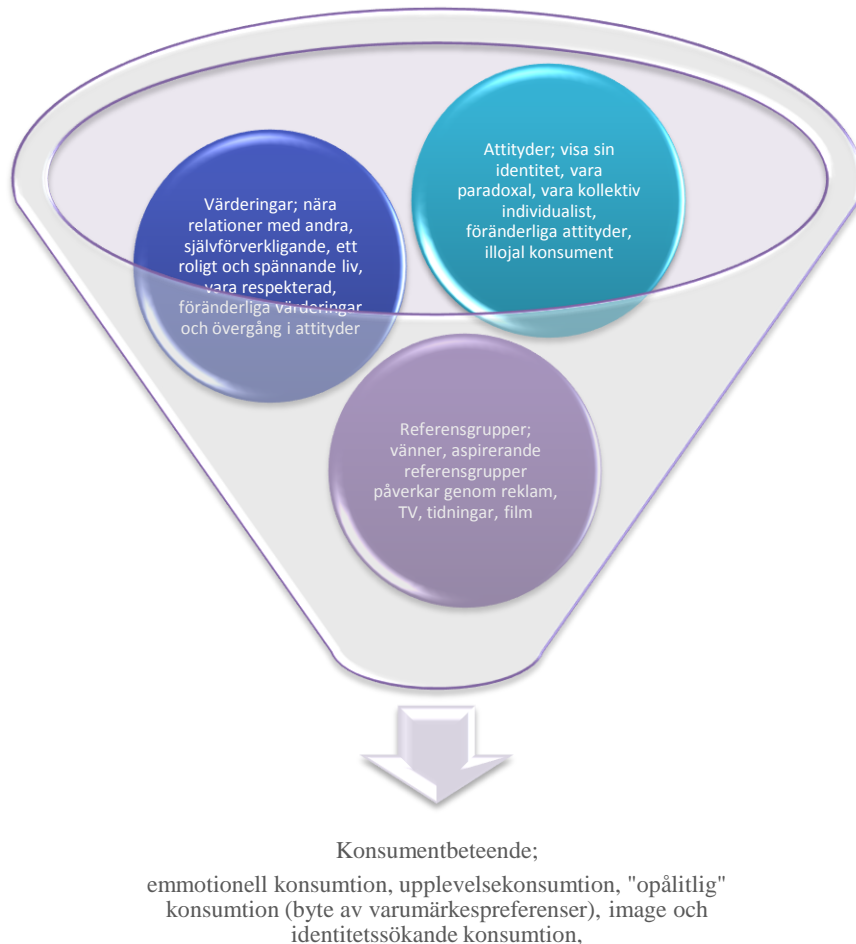 Attityder; visa sin
identitet, vara
paradoxal, vara kollektiv
individualist,
föränderliga attityder,
illojal konsument
Värderingar; nära
relationer med andra,
självförverkligande, ett
roligt och spännande liv,
vara respekterad,
föränderliga värderingar
och övergång i attityder
Referensgrupper;
vänner, aspirerande
referensgrupper
påverkar genom reklam,
TV, tidningar, film
Konsumentbeteende;
emmotionell konsumtion, upplevelsekonsumtion, "opålitlig"
konsumtion (byte av varumärkespreferenser), image och
identitetssökande konsumtion,